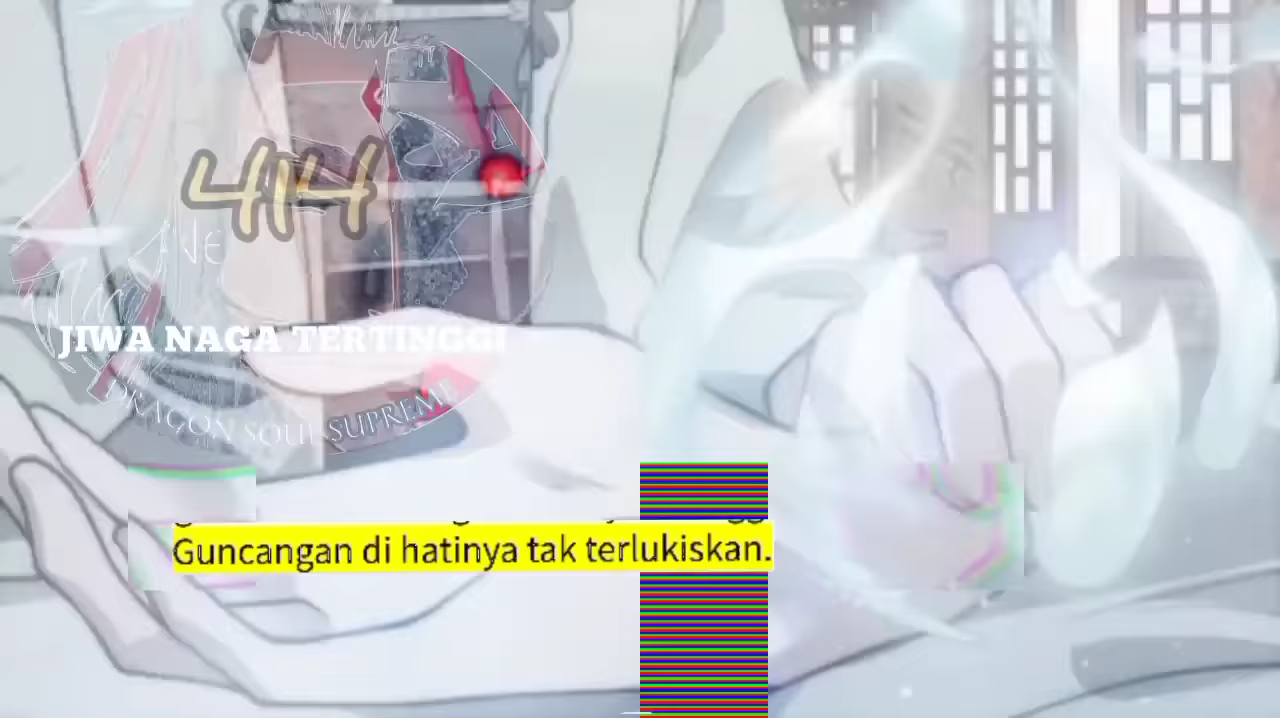 414
JIWA NAGA TERTINGGI
DRAGON SOUL SUPREME
Guncangan di hatinya tak terlukiskan.